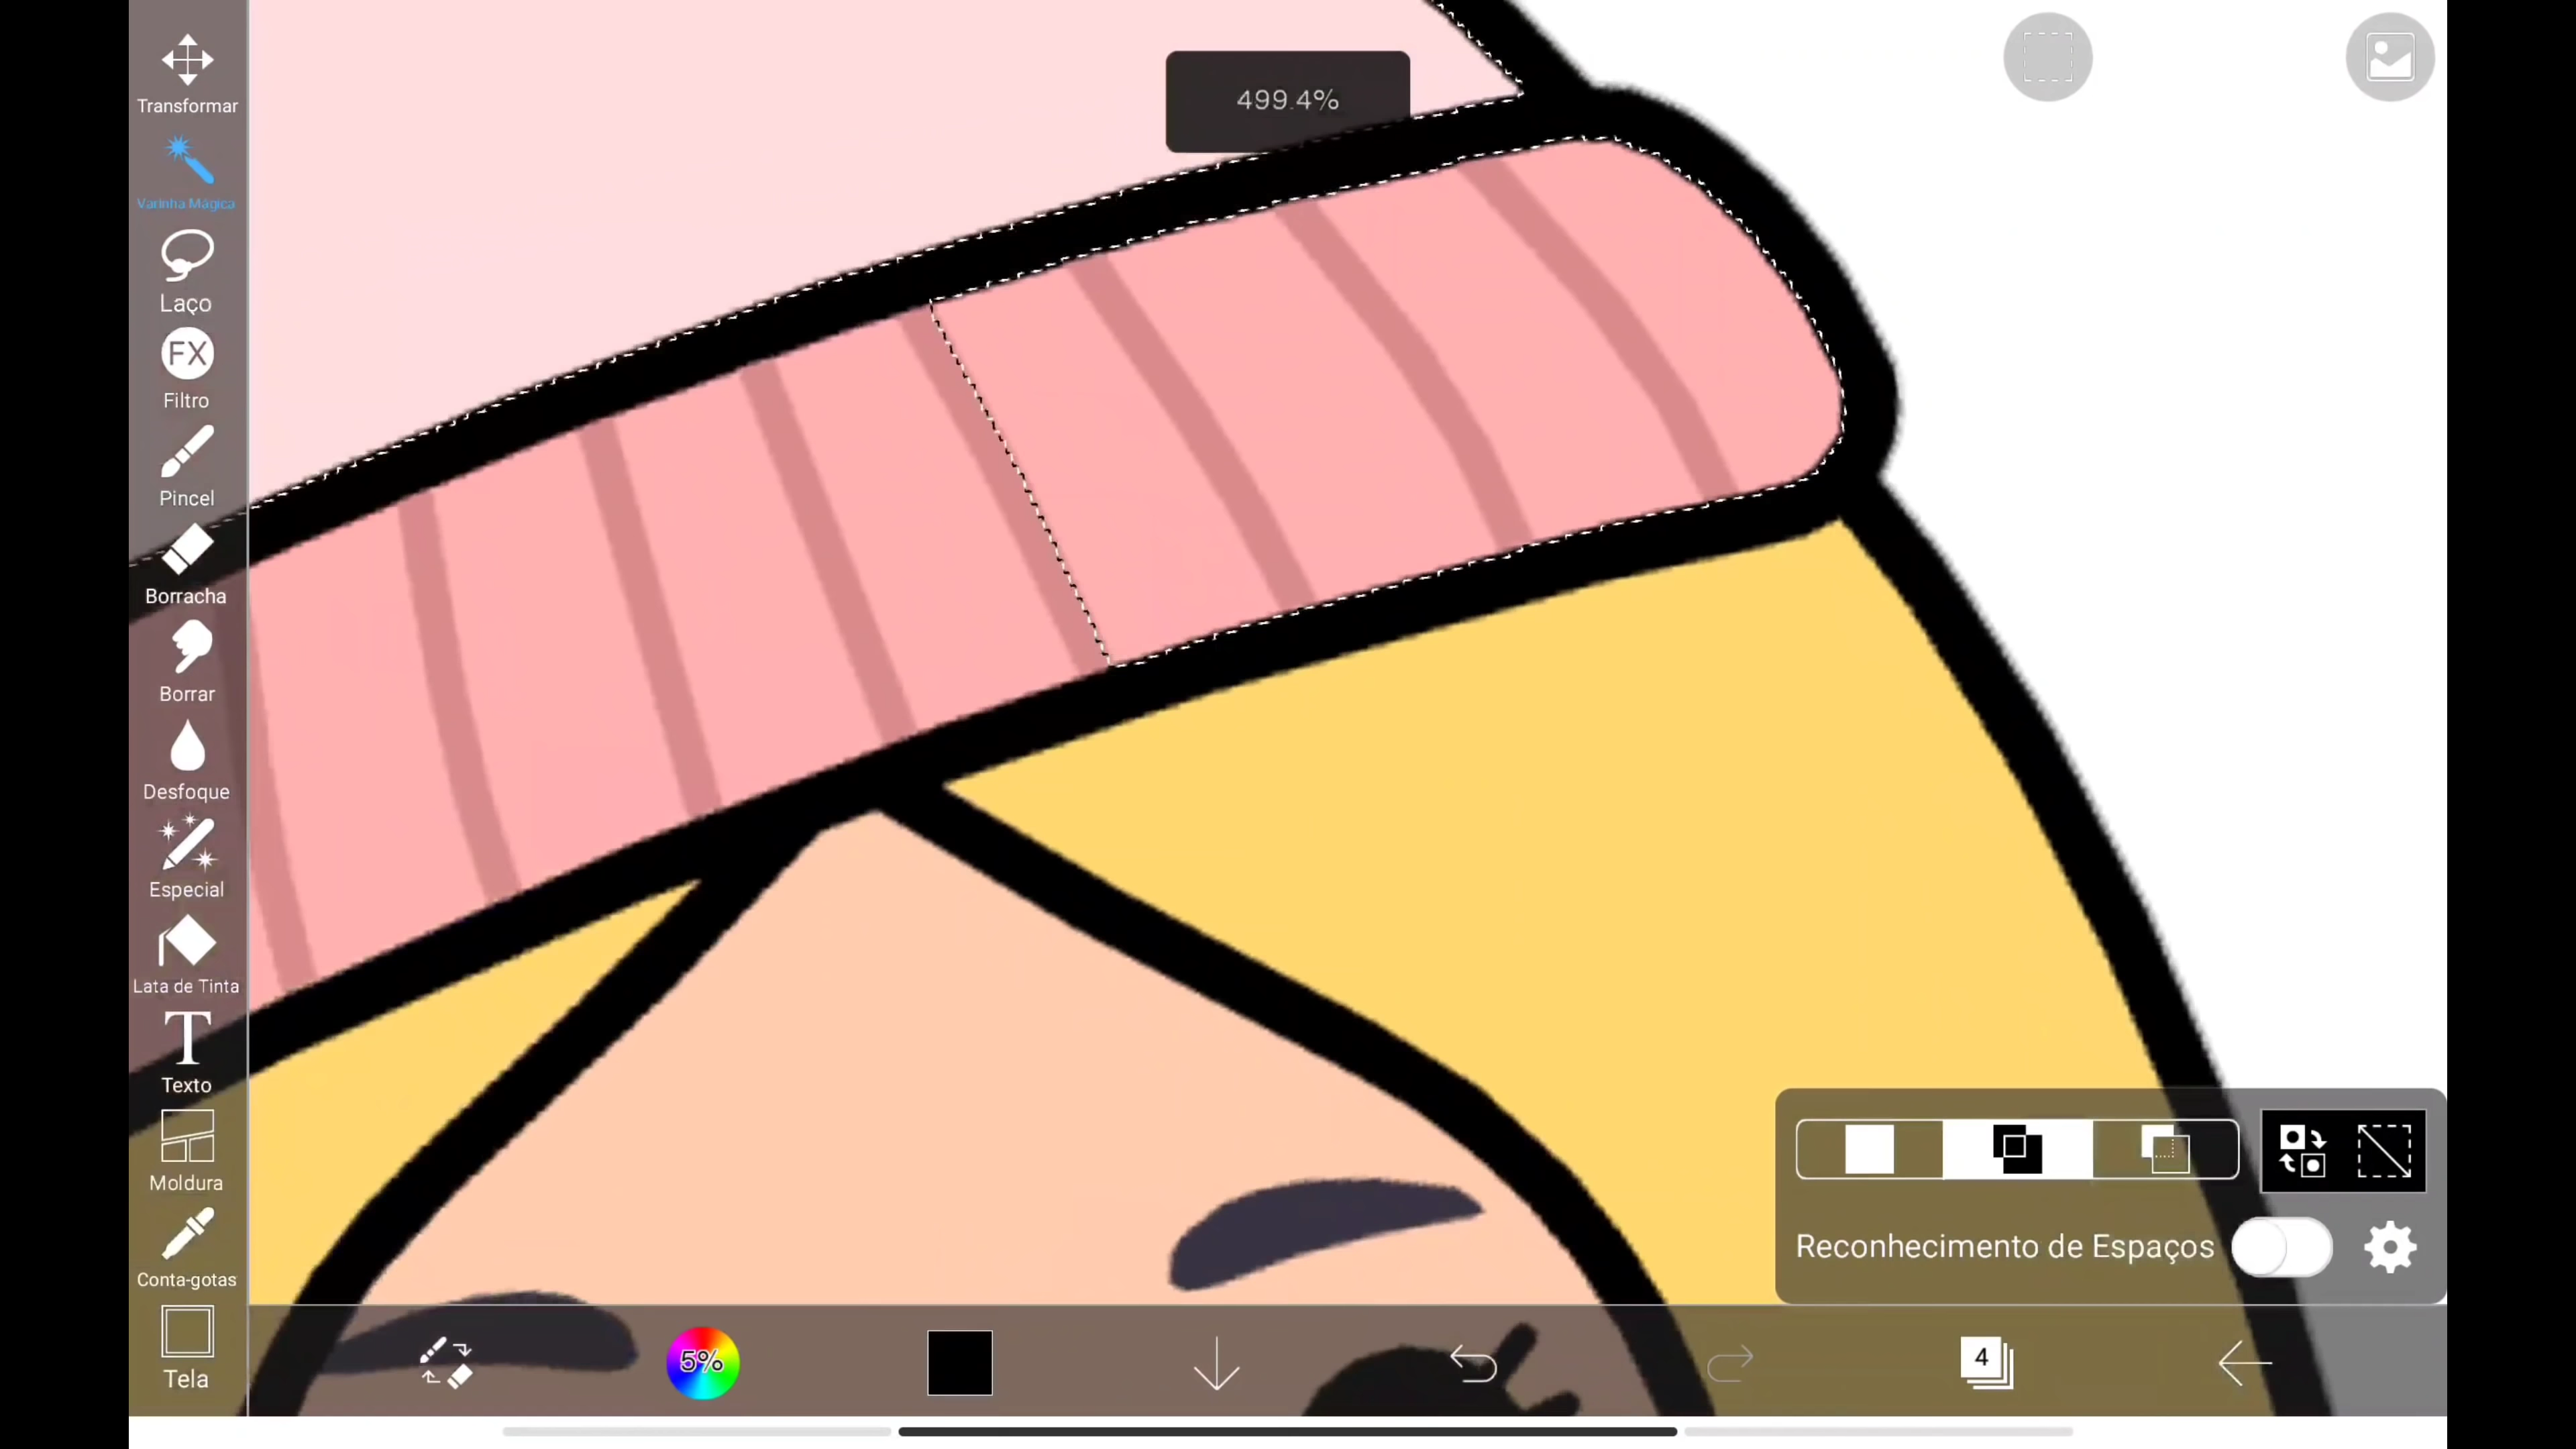 499.4%
Transformar
Varinha Mágica
Laço
FX
Filtro
Pincel
Borracha
Borrar
Desfoque
Especial
Lata de Tinta
T
Texto
Moldura
Conta-gotas
Tela
Reconhecimento de Espaços
5%
4